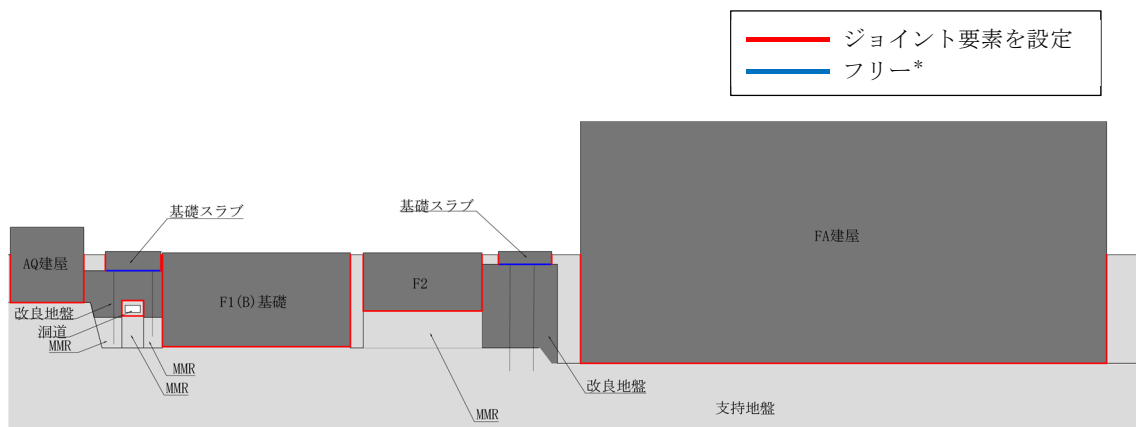 ジョイント要素を設定
フリー*
基礎スラブ
基礎スラブ
AQ建屋
FA建屋
F1(B)基礎
F2
改良地盤
洞道
MMR
MMR
MMR
改良地盤
支持地盤
MMR